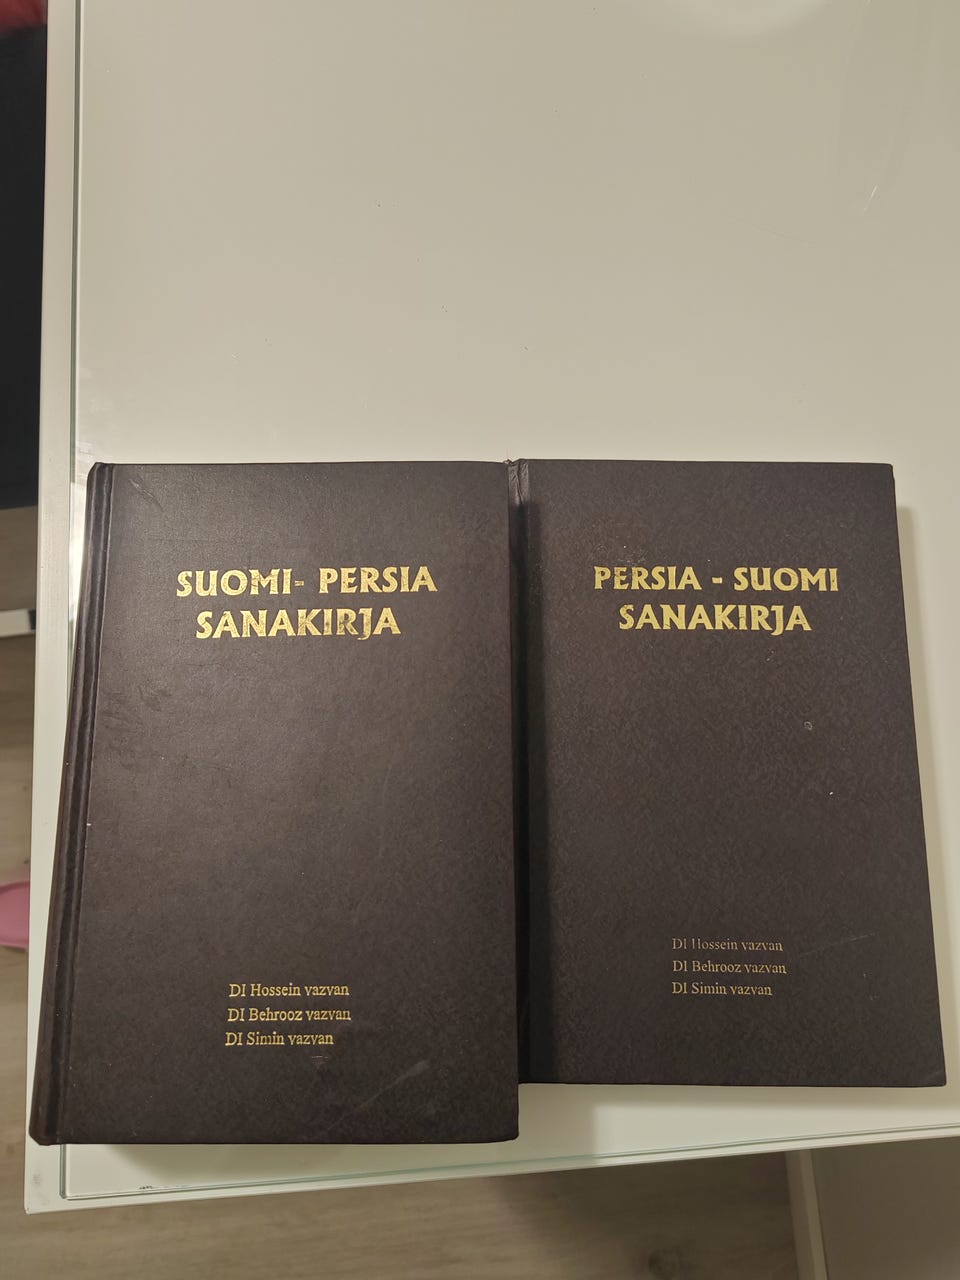 SUOMI- PERSIA
SANAKIRJA
DI Hossein vazvan
DI Behrooz vazvan
DI Simin vazvan
PERSIA - SUOMI
SANAKIRJA
DI Hossein vazvan
DI Behrooz vazvan
DI Simin vazvan